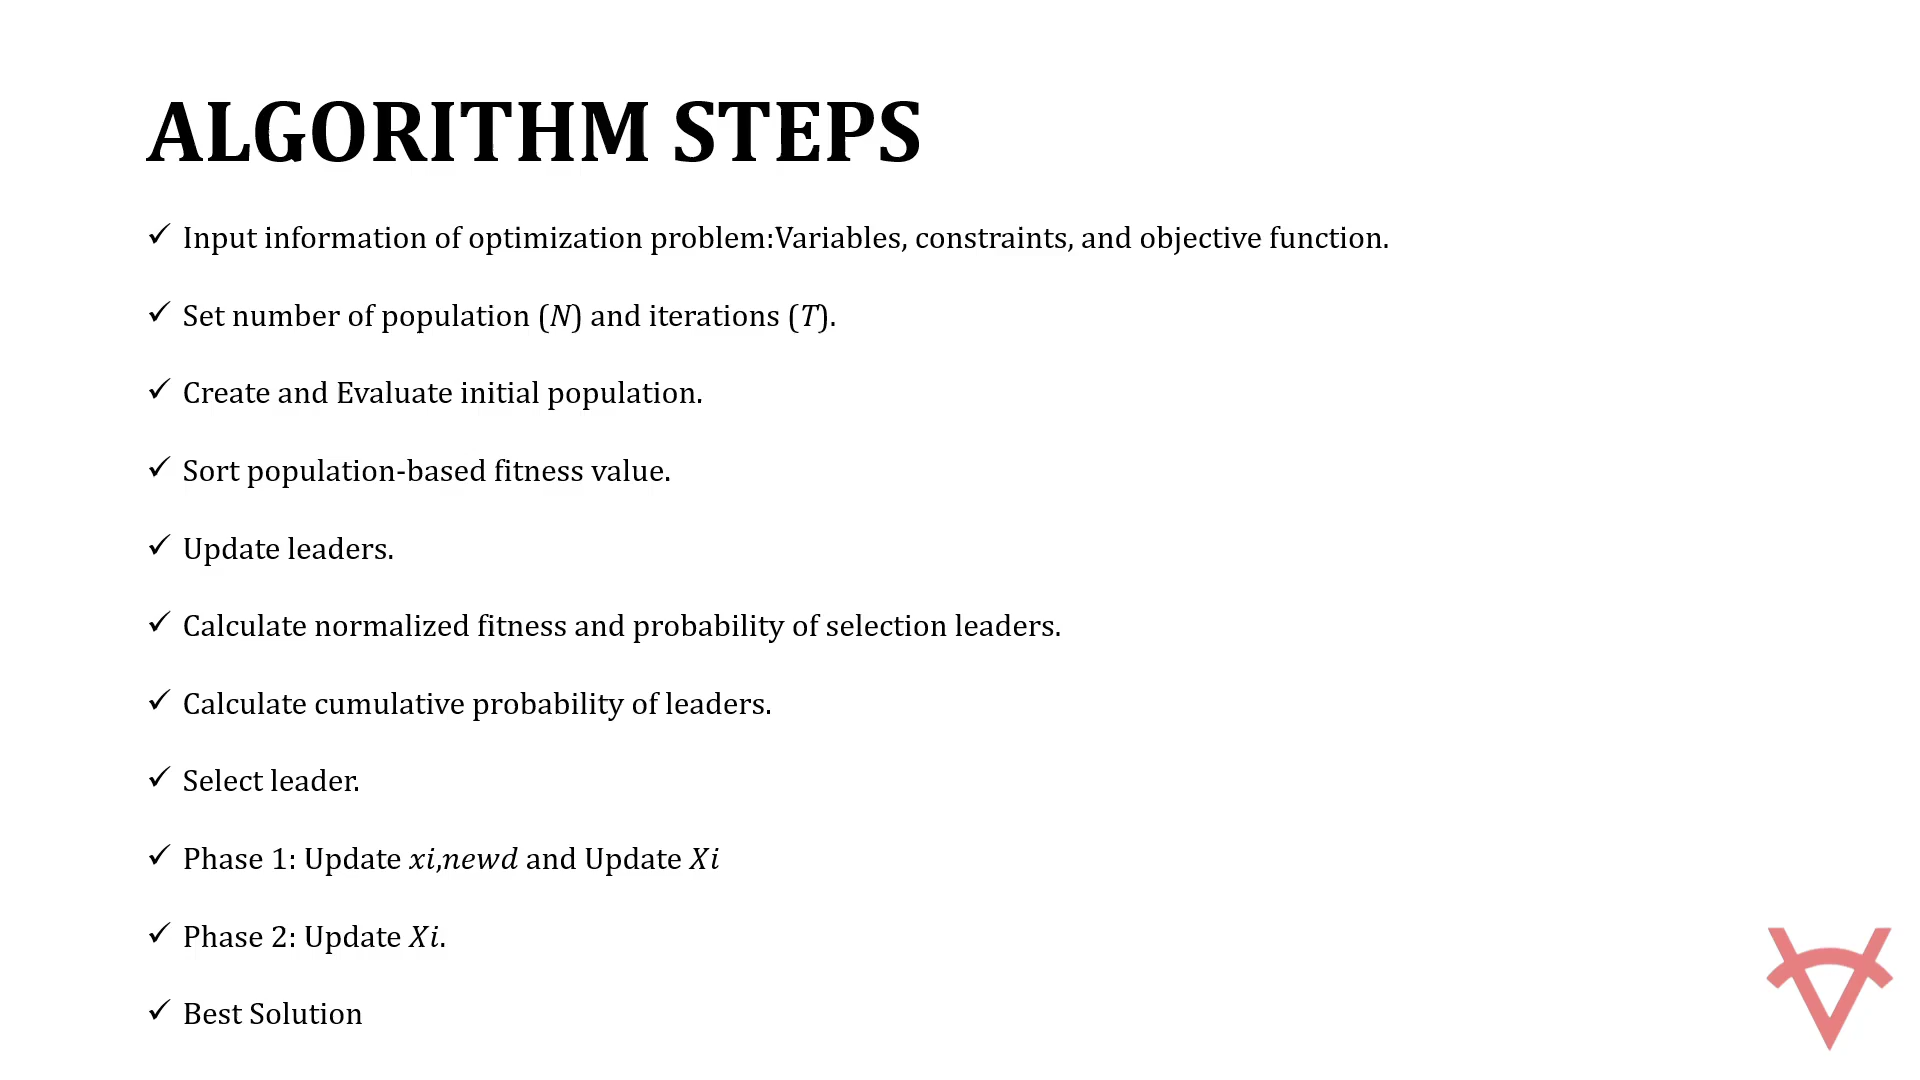 ALGORITHM STEPS
✓ Input information of optimization problem:Variables, constraints, and objective function.
✓ Set number of population (N) and iterations (T).
✓ Create and Evaluate initial population.
✓ Sort population-based fitness value.
✓ Update leaders.
✓ Calculate normalized fitness and probability of selection leaders.
✓ Calculate cumulative probability of leaders.
✓ Select leader.
✓ Phase 1: Update xi,newd and Update Xi
✓ Phase 2: Update Xi.
✓ Best Solution